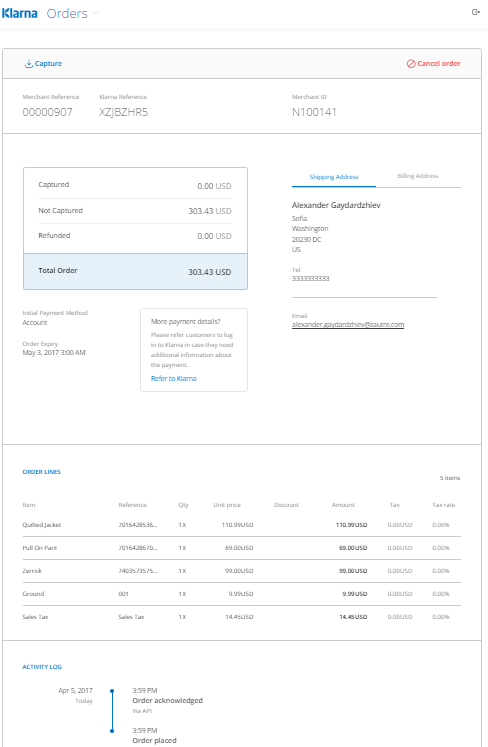 Klarna Orders
Capture
Cancel order
Merchant Reference Klarna Reference Merchant ID
00000907 XZJBZHR5 N100141
Captured 0.00 USD
Not Captured 303.43 USD
Refunded 0.00 USD
Total Order 303.43 USD
Shipping Address Billing Address
Alexander Gaydardzhiev
Sofia
Washington
20230 DC
US
Tel
3333333333
Email
alexander.gaydardzhiev@tautre.com
Initial Payment Method
Account
Order Expiry
May 3, 2017 3:00 AM
More payment details?
Please refer customers to log
in to Klarna in case they need
additional information about
the payment.
Refer to Klarna
ORDER LINES
5 items
Item Reference Qty Unit price Discount Amount Tax Tax rate
Quilted Jacket 7016428536... 1 X 110.99USD 110.99USD 0.00USD 0.00%
Pull On Pant 7016428670... 1 X 69.00USD 69.00USD 0.00USD 0.00%
Zerrick 7403573575... 1 X 99.00USD 99.00USD 0.00USD 0.00%
Ground 001 1 X 9.99USD 9.99USD 0.00USD 0.00%
Sales Tax Sales Tax 1 X 14.45USD 14.45USD 0.00USD 0.00%
ACTIVITY LOG
Apr 5, 2017 3:59 PM
Today Order acknowledged
Via API
3:59 PM
Order placed